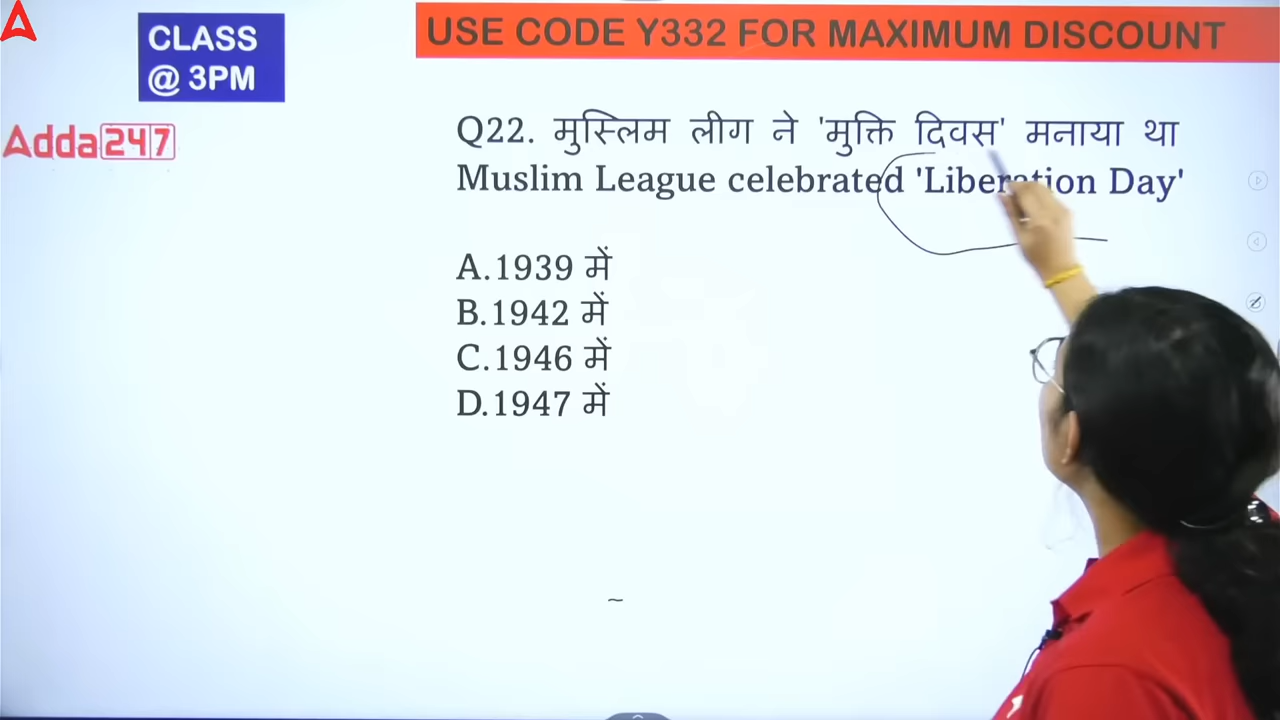 CLASS
@ 3PM
USE CODE Y332 FOR MAXIMUM DISCOUNT
Adda247
Q22. मुस्लिम लीग ने 'मुक्ति दिवस' मनाया था
Muslim League celebrated 'Liberation Day'
A.1939 में
B.1942 में
C.1946 में
D.1947 में